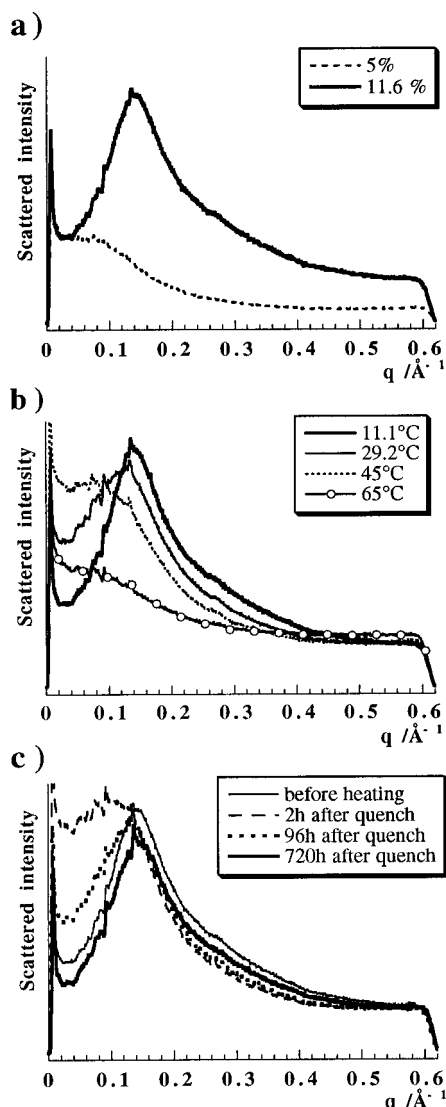 a)
5%
11.6 %
Scattered intensity
0 0.1 0.2 0.3 0.4 0.5 0.6
q /Å⁻¹
b)
11.1°C
29.2°C
45°C
65°C
Scattered intensity
0 0.1 0.2 0.3 0.4 0.5 0.6
q /Å⁻¹
c)
before heating
2h after quench
96h after quench
720h after quench
Scattered intensity
0 0.1 0.2 0.3 0.4 0.5 0.6
q /Å⁻¹